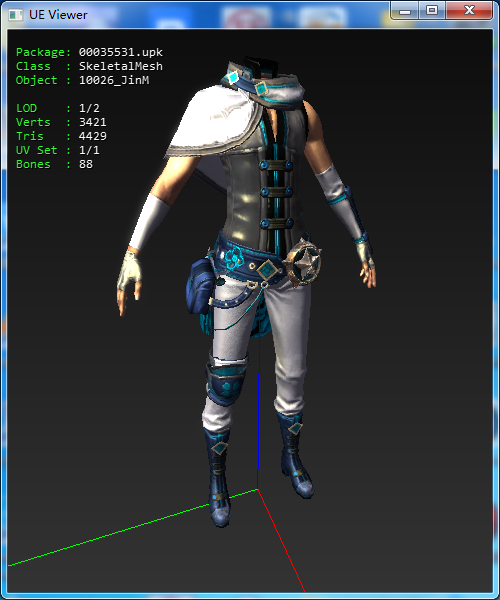 UE Viewer
Package: 00035531.upk
Class : SkeletalMesh
Object : 10026_JinM
LOD : 1/2
Verts : 3421
Tris : 4429
UV Set : 1/1
Bones : 88